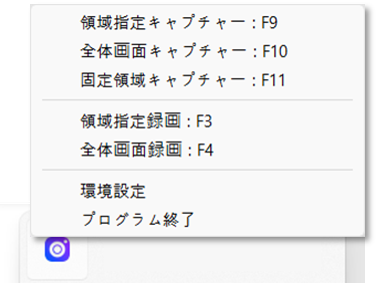 領域指定キャプチャー : F9
全体画面キャプチャー : F10
固定領域キャプチャー : F11
領域指定録画 : F3
全体画面録画 : F4
環境設定
プログラム終了